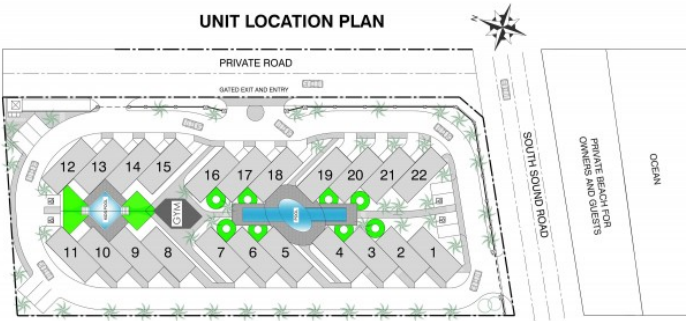 UNIT LOCATION PLAN
N
PRIVATE ROAD
GATED EXIT AND ENTRY
12 13 14 15
16 17 18 19 20 21 22
GYM
POOL
11 10 9 8 7 6 5 4 3 2 1
SOUTH SOUND ROAD
PRIVATE BEACH FOR
OWNERS AND GUESTS
OCEAN